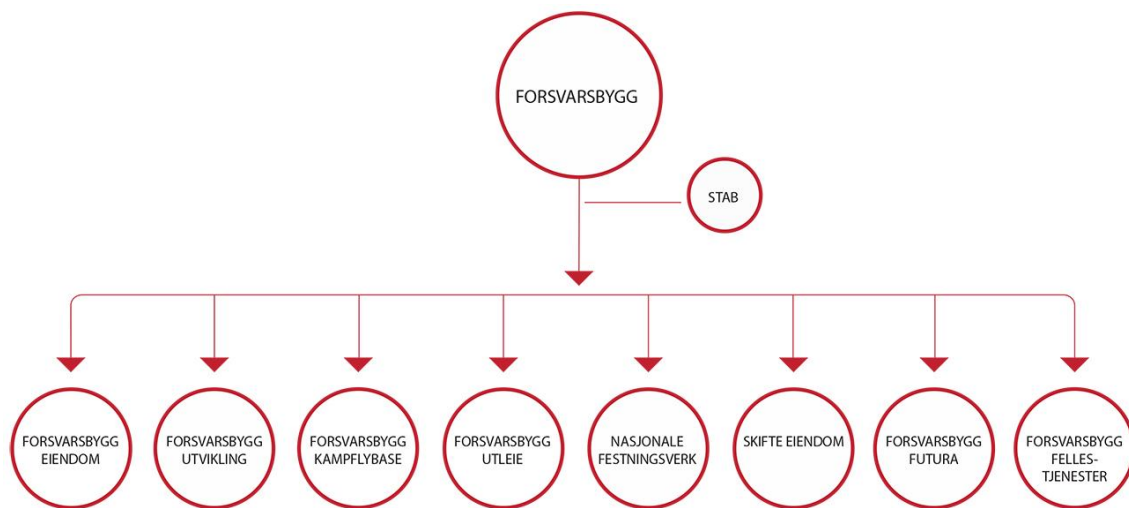 FORSVARSBYGG
STAB
FORSVARSBYGG
EIENDOM
FORSVARSBYGG
UTVIKLING
FORSVARSBYGG
KAMPFLYBASE
FORSVARSBYGG
UTLEIE
NASJONALE
FESTNINGSVERK
SKIFTE EIENDOM
FORSVARSBYGG
FUTURA
FORSVARSBYGG
FELLES-
TJENESTER